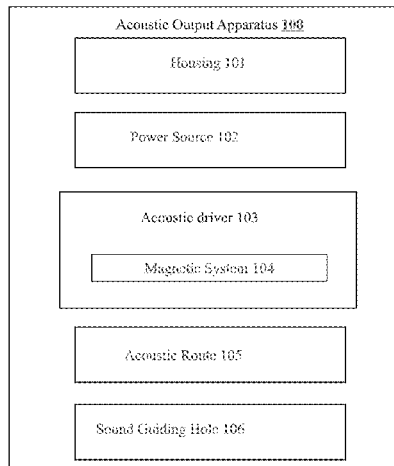 Acoustic Output Apparatus 100
Housing 101
Power Source 102
Acoustic driver 103
Magnetic System 104
Acoustic Route 105
Sound Guiding Hole 106